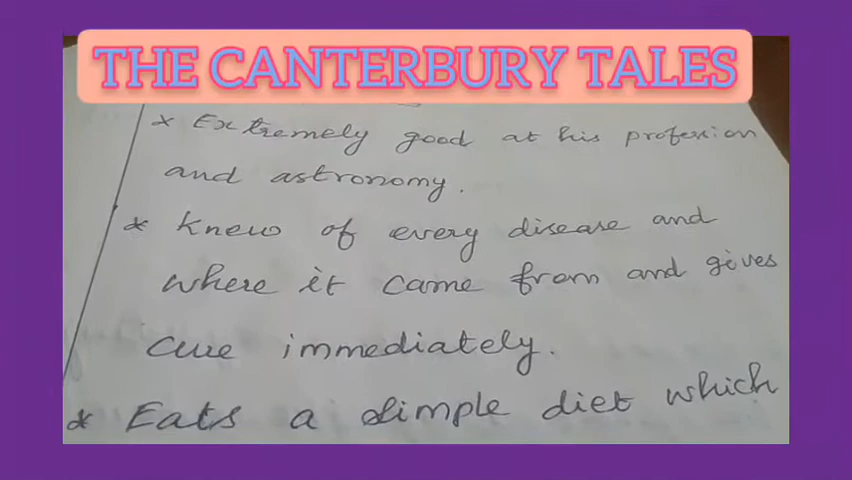 THE CANTERBURY TALES
* Extremely good at his profession
and astronomy.
* Knew of every disease and
where it came from and gives
cure immediately.
* Eats a simple diet which